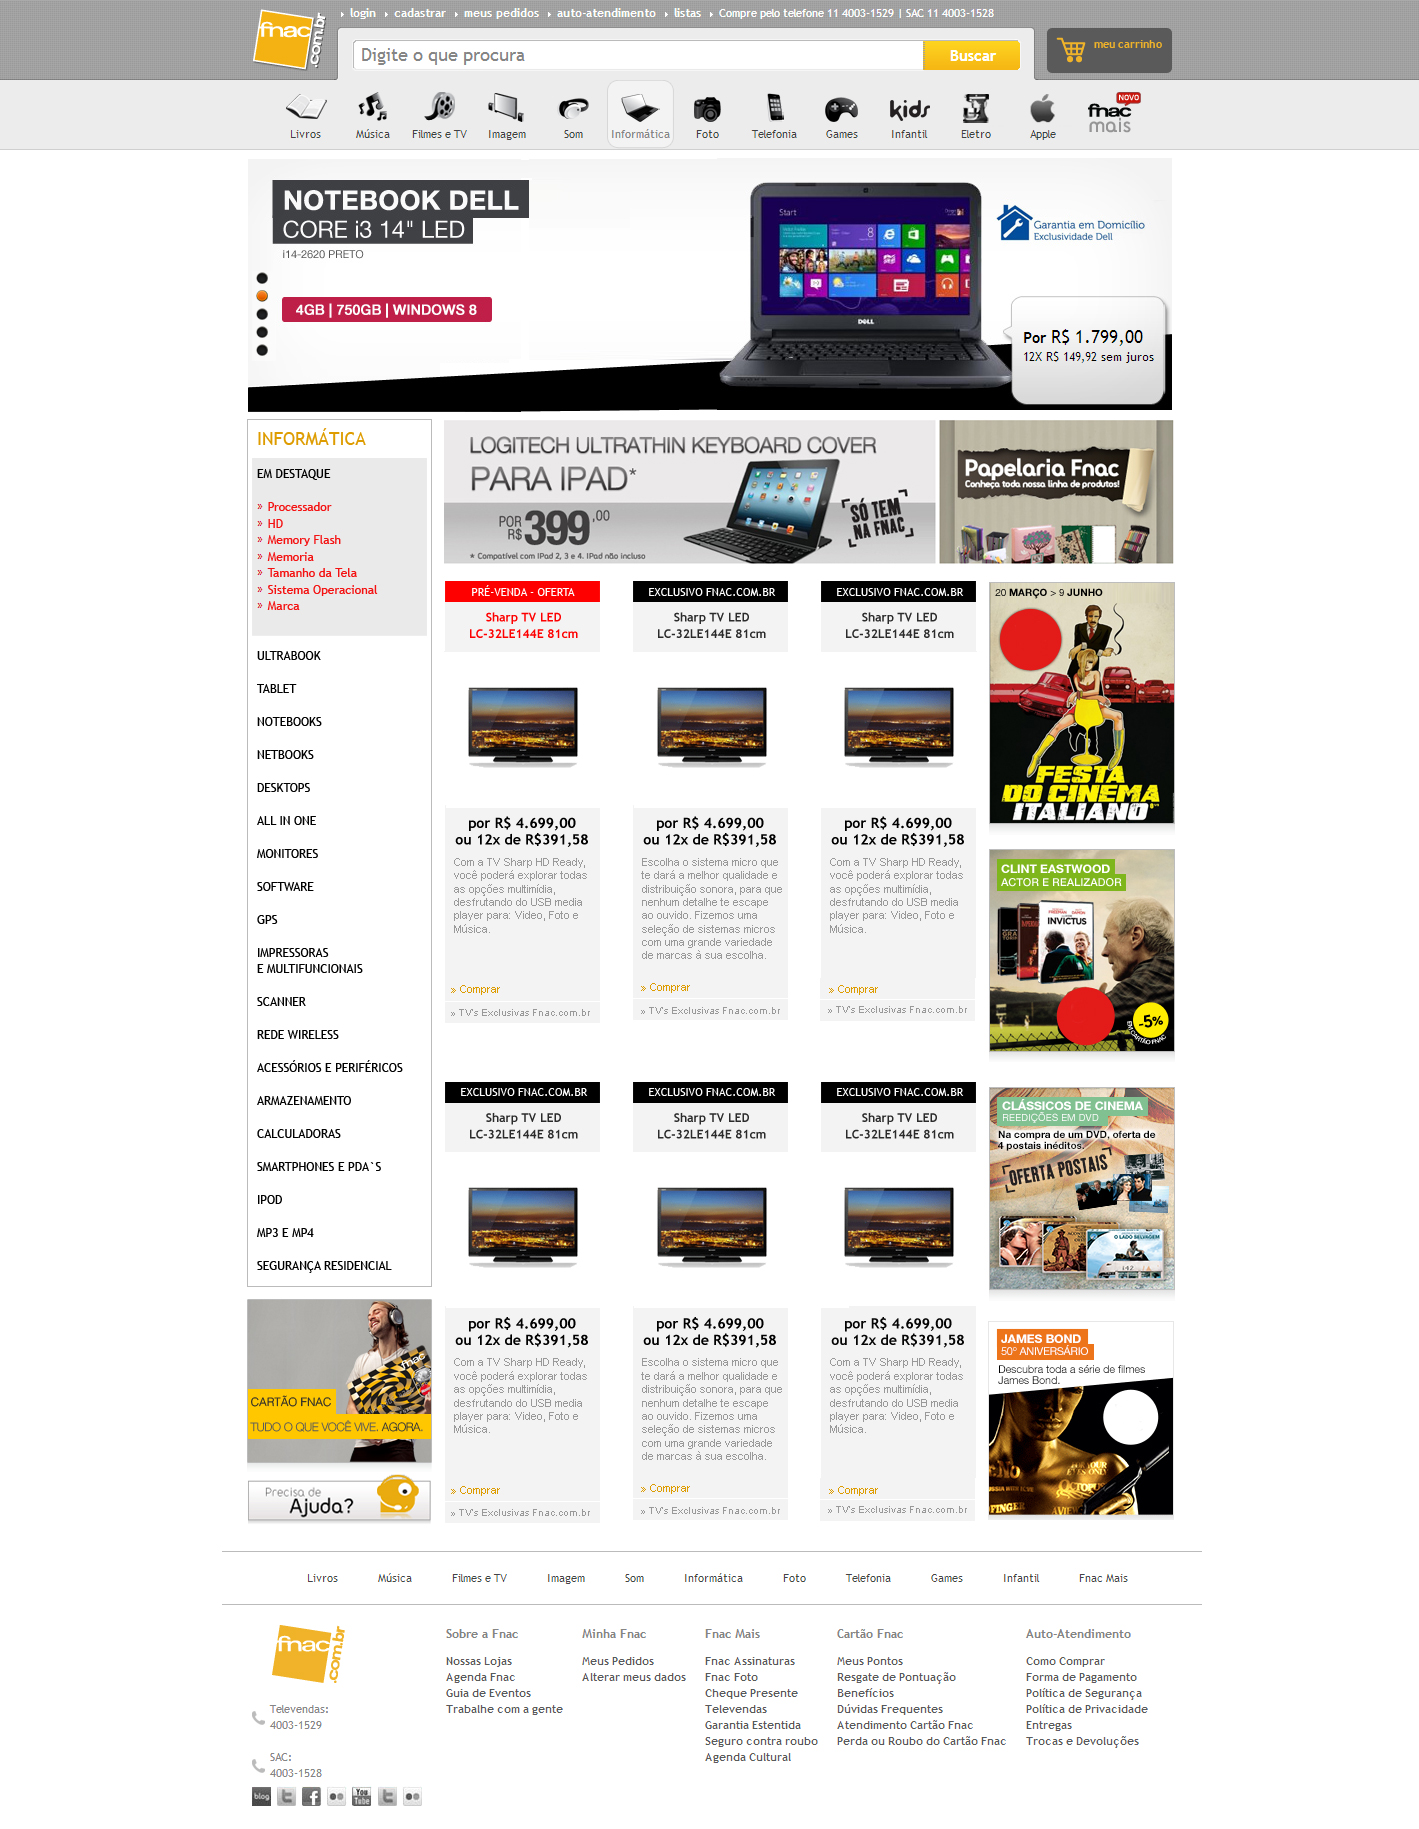 login cadastrar meus pedidos auto-atendimento listas Compre pelo telefone 11 4003-1529 | SAC 11 4003-1528
fnac.com.br
Digite o que procura
Buscar
meu carrinho
Livros
Música
Filmes e TV
Imagem
Som
Informática
Foto
Telefonia
Games
kids
Infantil
Eletro
Apple
NOVO
fnac
mais
NOTEBOOK DELL
CORE i3 14" LED
i14-2620 PRETO
4GB | 750GB | WINDOWS 8
Start
DELL
Garantia em Domicílio
Exclusividade Dell
Por R$ 1.799,00
12X R$ 149,92 sem juros
INFORMÁTICA
EM DESTAQUE
» Processador
» HD
» Memory Flash
» Memoria
» Tamanho da Tela
» Sistema Operacional
» Marca
ULTRABOOK
TABLET
NOTEBOOKS
NETBOOKS
DESKTOPS
ALL IN ONE
MONITORES
SOFTWARE
GPS
IMPRESSORAS
E MULTIFUNCIONAIS
SCANNER
REDE WIRELESS
ACESSÓRIOS E PERIFÉRICOS
ARMAZENAMENTO
CALCULADORAS
SMARTPHONES E PDA`S
IPOD
MP3 E MP4
SEGURANÇA RESIDENCIAL
fnac
CARTÃO FNAC
TUDO O QUE VOCÊ VIVE. AGORA.
Precisa de
Ajuda?
LOGITECH ULTRATHIN KEYBOARD COVER
PARA IPAD*
POR
R$ 399,00
SÓ TEM
NA FNAC
* Compatível com IPad 2, 3 e 4. IPad não incluso
Papelaria Fnac
Conheça toda nossa linha de produtos!
PRÉ-VENDA - OFERTA
Sharp TV LED
LC-32LE144E 81cm
por R$ 4.699,00
ou 12x de R$391,58
Com a TV Sharp HD Ready,
você poderá explorar todas
as opções multimídia,
desfrutando do USB media
player para: Video, Foto e
Música.
» Comprar
» TV's Exclusivas Fnac.com.br
EXCLUSIVO FNAC.COM.BR
Sharp TV LED
LC-32LE144E 81cm
por R$ 4.699,00
ou 12x de R$391,58
Escolha o sistema micro que
te dará a melhor qualidade e
distribuição sonora, para que
nenhum detalhe te escape
ao ouvido. Fizemos uma
seleção de sistemas micros
com uma grande variedade
de marcas à sua escolha.
» Comprar
» TV's Exclusivas Fnac.com.br
EXCLUSIVO FNAC.COM.BR
Sharp TV LED
LC-32LE144E 81cm
por R$ 4.699,00
ou 12x de R$391,58
Com a TV Sharp HD Ready,
você poderá explorar todas
as opções multimídia,
desfrutando do USB media
player para: Video, Foto e
Música.
» Comprar
» TV's Exclusivas Fnac.com.br
EXCLUSIVO FNAC.COM.BR
Sharp TV LED
LC-32LE144E 81cm
por R$ 4.699,00
ou 12x de R$391,58
Com a TV Sharp HD Ready,
você poderá explorar todas
as opções multimídia,
desfrutando do USB media
player para: Video, Foto e
Música.
» Comprar
» TV's Exclusivas Fnac.com.br
EXCLUSIVO FNAC.COM.BR
Sharp TV LED
LC-32LE144E 81cm
por R$ 4.699,00
ou 12x de R$391,58
Escolha o sistema micro que
te dará a melhor qualidade e
distribuição sonora, para que
nenhum detalhe te escape
ao ouvido. Fizemos uma
seleção de sistemas micros
com uma grande variedade
de marcas à sua escolha.
» Comprar
» TV's Exclusivas Fnac.com.br
EXCLUSIVO FNAC.COM.BR
Sharp TV LED
LC-32LE144E 81cm
por R$ 4.699,00
ou 12x de R$391,58
Com a TV Sharp HD Ready,
você poderá explorar todas
as opções multimídia,
desfrutando do USB media
player para: Video, Foto e
Música.
» Comprar
» TV's Exclusivas Fnac.com.br
20 MARÇO > 9 JUNHO
FESTA
DO CINEMA
ITALIANO
CLINT EASTWOOD
ACTOR E REALIZADOR
INVICTUS
-5%
EM CARTÃO FNAC
CLÁSSICOS DE CINEMA
REEDIÇÕES EM DVD
Na compra de um DVD, oferta de
4 postais inéditos.
OFERTA POSTAIS
O LADO SELVAGEM
JAMES BOND
50º ANIVERSÁRIO
Descubra toda a série de filmes
James Bond.
FOR YOUR
EYES ONLY
OCTOPUS
FINGER
Livros Música Filmes e TV Imagem Som Informática Foto Telefonia Games Infantil Fnac Mais
fnac.com.br
Televendas:
4003-1529
SAC:
4003-1528
blog
You
Tube
Sobre a Fnac
Nossas Lojas
Agenda Fnac
Guia de Eventos
Trabalhe com a gente
Minha Fnac
Meus Pedidos
Alterar meus dados
Fnac Mais
Fnac Assinaturas
Fnac Foto
Cheque Presente
Televendas
Garantia Estentida
Seguro contra roubo
Agenda Cultural
Cartão Fnac
Meus Pontos
Resgate de Pontuação
Benefícios
Dúvidas Frequentes
Atendimento Cartão Fnac
Perda ou Roubo do Cartão Fnac
Auto-Atendimento
Como Comprar
Forma de Pagamento
Política de Segurança
Política de Privacidade
Entregas
Trocas e Devoluções